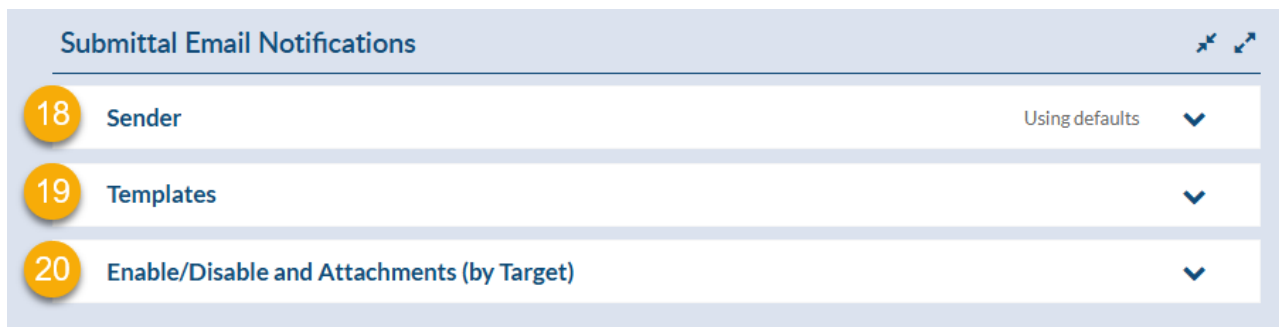 Submittal Email Notifications
18 Sender Using defaults
19 Templates
20 Enable/Disable and Attachments (by Target)